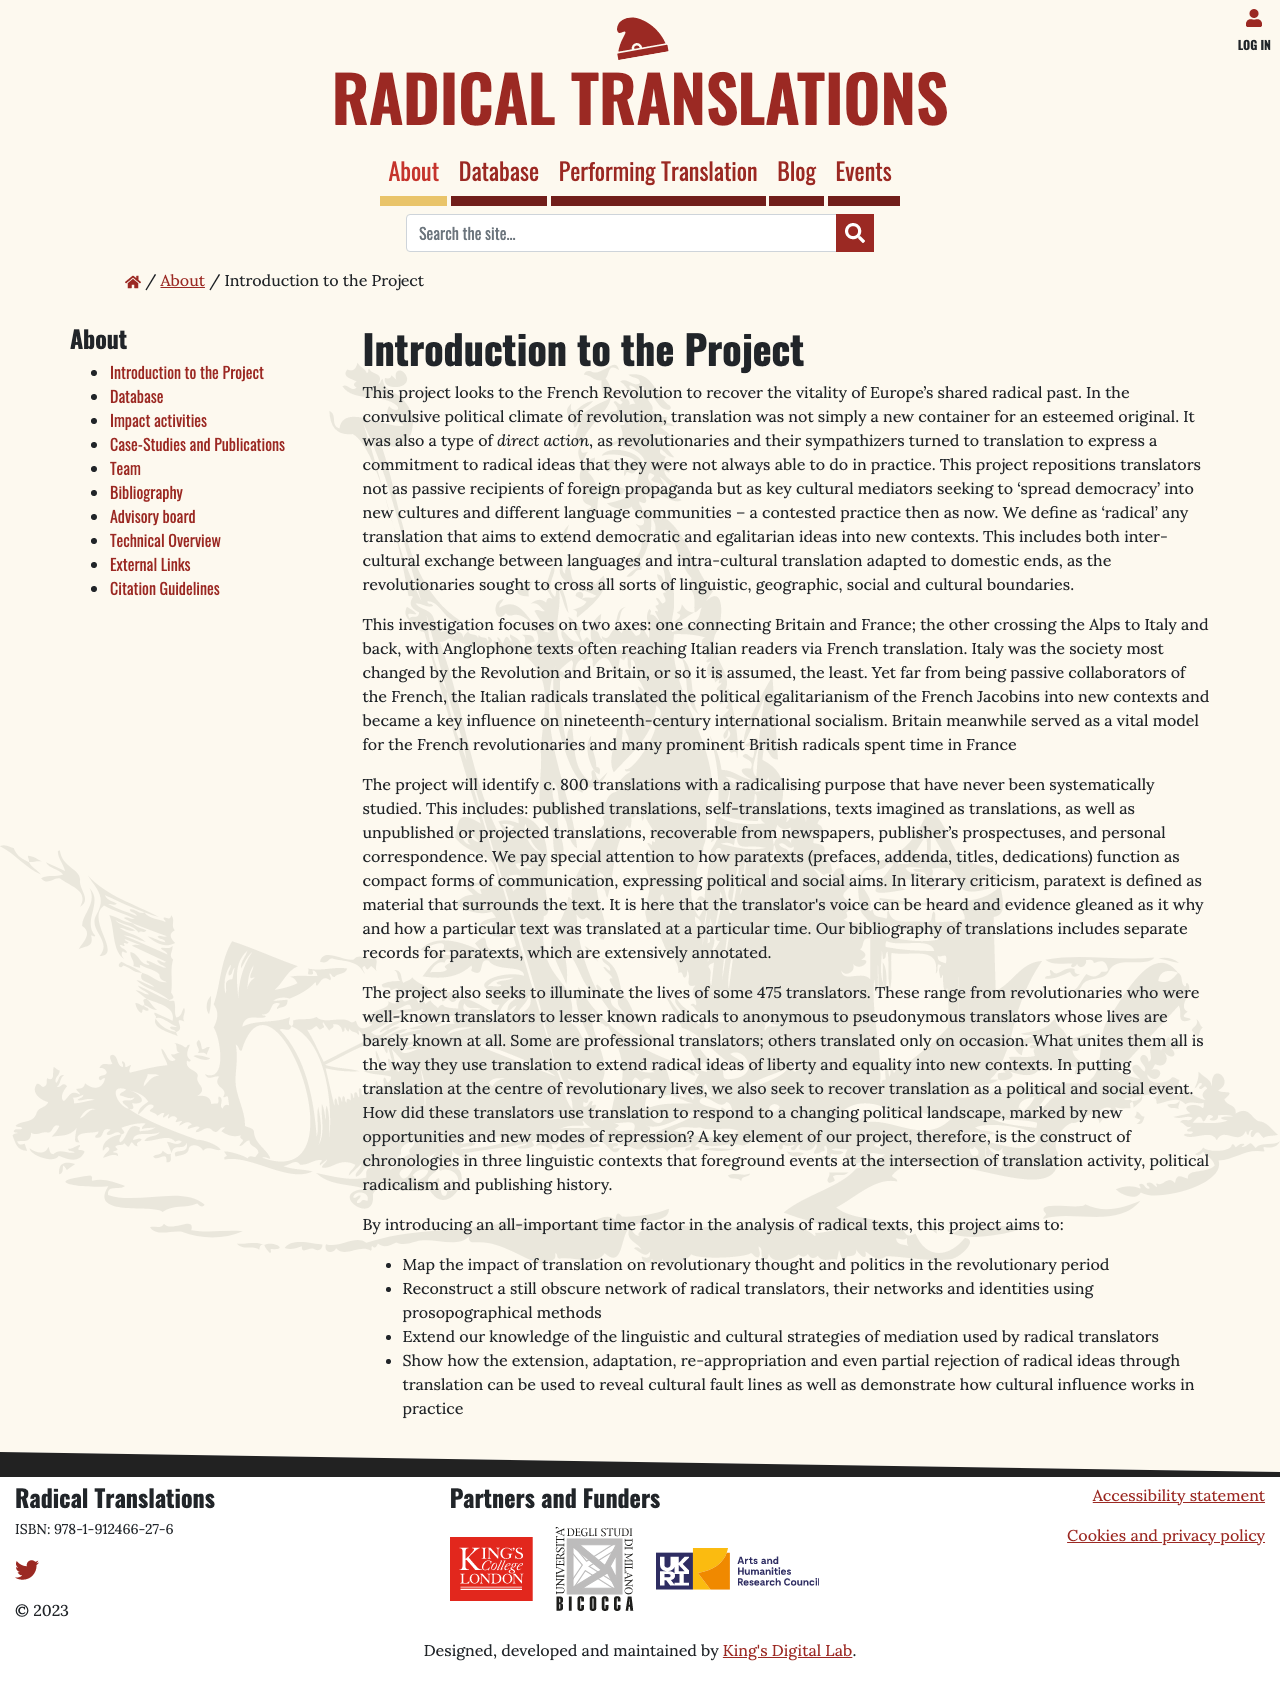 LOG IN
RADICAL TRANSLATIONS
About Database Performing Translation Blog Events
Search the site...
/ About / Introduction to the Project
About
Introduction to the Project
Database
Impact activities
Case-Studies and Publications
Team
Bibliography
Advisory board
Technical Overview
External Links
Citation Guidelines
Introduction to the Project
This project looks to the French Revolution to recover the vitality of Europe’s shared radical past. In the
convulsive political climate of revolution, translation was not simply a new container for an esteemed original. It
was also a type of direct action, as revolutionaries and their sympathizers turned to translation to express a
commitment to radical ideas that they were not always able to do in practice. This project repositions translators
not as passive recipients of foreign propaganda but as key cultural mediators seeking to ‘spread democracy’ into
new cultures and different language communities – a contested practice then as now. We define as ‘radical’ any
translation that aims to extend democratic and egalitarian ideas into new contexts. This includes both inter-
cultural exchange between languages and intra-cultural translation adapted to domestic ends, as the
revolutionaries sought to cross all sorts of linguistic, geographic, social and cultural boundaries.
This investigation focuses on two axes: one connecting Britain and France; the other crossing the Alps to Italy and
back, with Anglophone texts often reaching Italian readers via French translation. Italy was the society most
changed by the Revolution and Britain, or so it is assumed, the least. Yet far from being passive collaborators of
the French, the Italian radicals translated the political egalitarianism of the French Jacobins into new contexts and
became a key influence on nineteenth-century international socialism. Britain meanwhile served as a vital model
for the French revolutionaries and many prominent British radicals spent time in France
The project will identify c. 800 translations with a radicalising purpose that have never been systematically
studied. This includes: published translations, self-translations, texts imagined as translations, as well as
unpublished or projected translations, recoverable from newspapers, publisher’s prospectuses, and personal
correspondence. We pay special attention to how paratexts (prefaces, addenda, titles, dedications) function as
compact forms of communication, expressing political and social aims. In literary criticism, paratext is defined as
material that surrounds the text. It is here that the translator's voice can be heard and evidence gleaned as it why
and how a particular text was translated at a particular time. Our bibliography of translations includes separate
records for paratexts, which are extensively annotated.
The project also seeks to illuminate the lives of some 475 translators. These range from revolutionaries who were
well-known translators to lesser known radicals to anonymous to pseudonymous translators whose lives are
barely known at all. Some are professional translators; others translated only on occasion. What unites them all is
the way they use translation to extend radical ideas of liberty and equality into new contexts. In putting
translation at the centre of revolutionary lives, we also seek to recover translation as a political and social event.
How did these translators use translation to respond to a changing political landscape, marked by new
opportunities and new modes of repression? A key element of our project, therefore, is the construct of
chronologies in three linguistic contexts that foreground events at the intersection of translation activity, political
radicalism and publishing history.
By introducing an all-important time factor in the analysis of radical texts, this project aims to:
Map the impact of translation on revolutionary thought and politics in the revolutionary period
Reconstruct a still obscure network of radical translators, their networks and identities using
prosopographical methods
Extend our knowledge of the linguistic and cultural strategies of mediation used by radical translators
Show how the extension, adaptation, re-appropriation and even partial rejection of radical ideas through
translation can be used to reveal cultural fault lines as well as demonstrate how cultural influence works in
practice
Radical Translations
ISBN: 978-1-912466-27-6
© 2023
Partners and Funders
KING'S
College
LONDON
UNIVERSITA'
DEGLI STUDI
DI MILANO
BICOCCA
UK
RI
Arts and
Humanities
Research Council
Accessibility statement
Cookies and privacy policy
Designed, developed and maintained by King's Digital Lab.